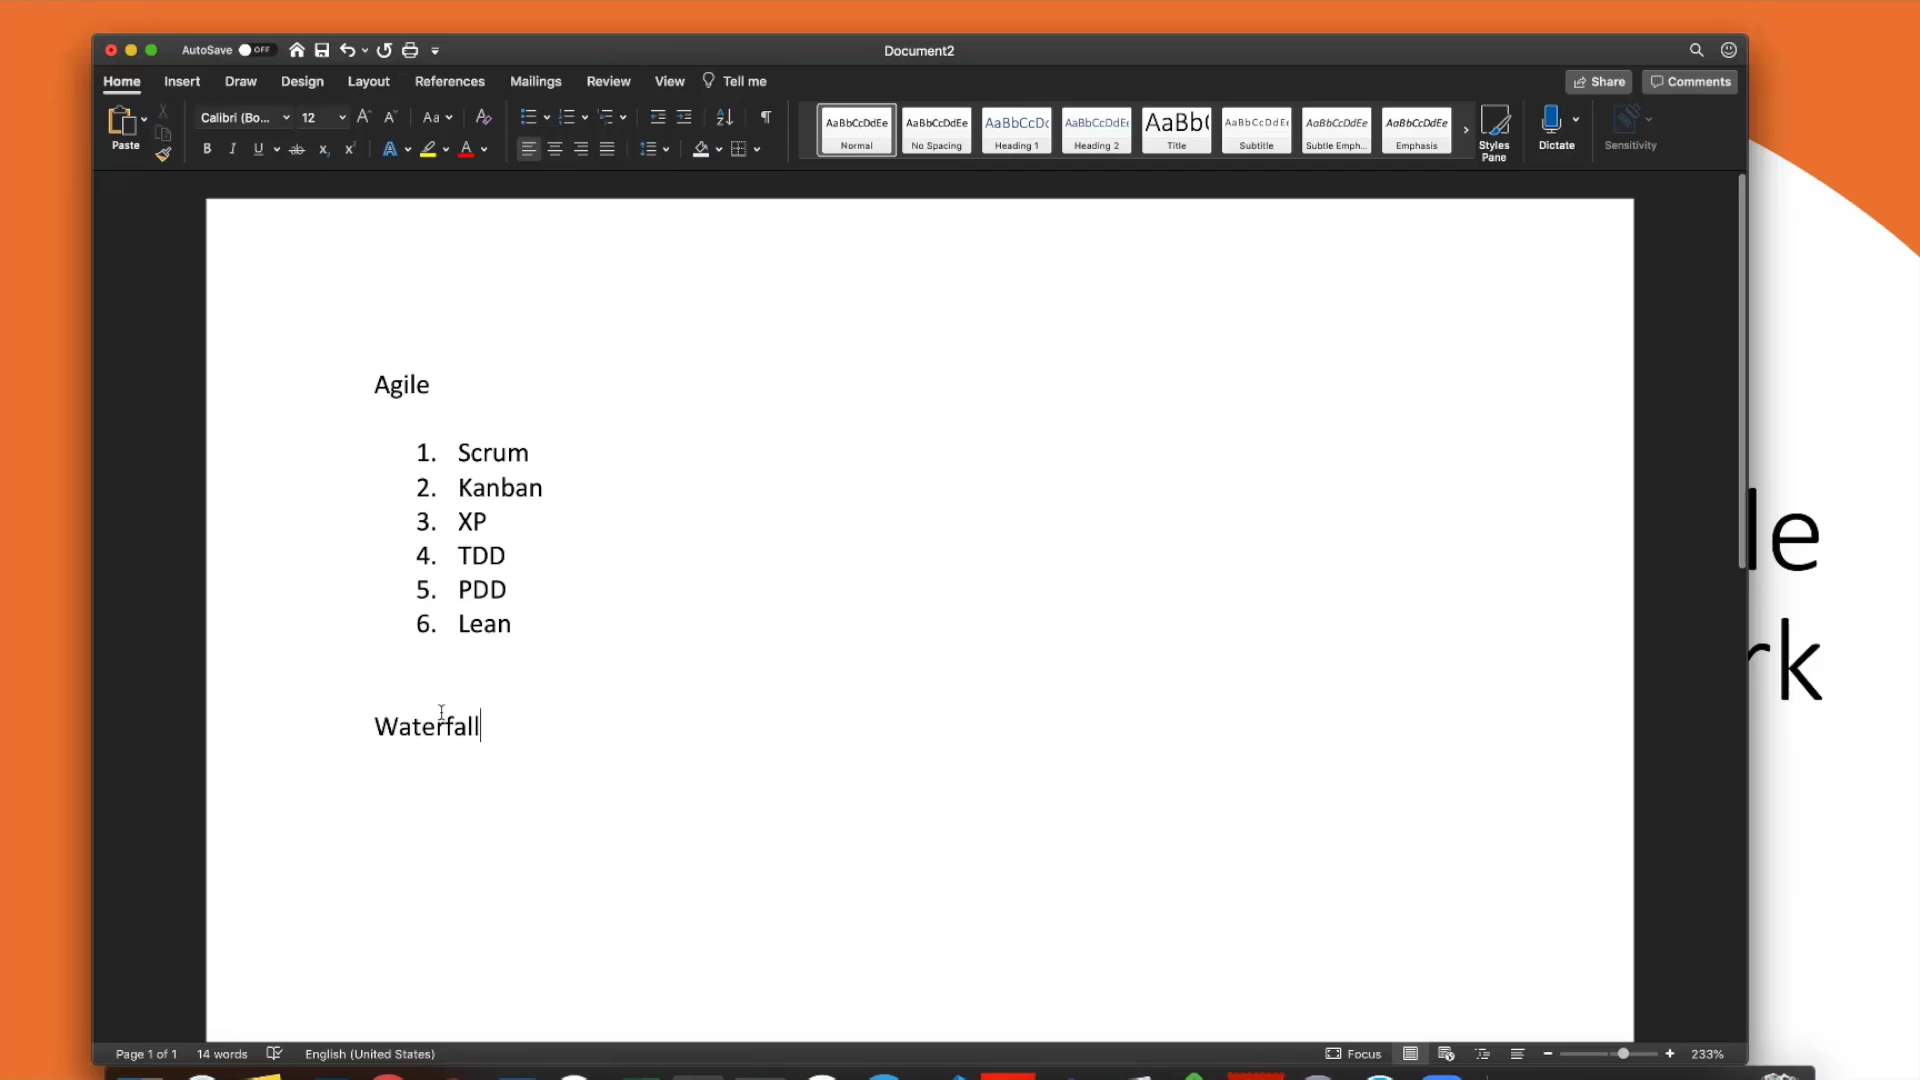 AutoSave OFF
Document2
Home Insert Draw Design Layout References Mailings Review View Tell me
Share Comments
Paste
Calibri (Bo... 12
Aa
B I U ab x x A A
AaBbCcDdEe AaBbCcDdEe AaBbCcDc AaBbCcDdEe AaBb( AaBbCcDdEe AaBbCcDdEe AaBbCcDdEe
Normal No Spacing Heading 1 Heading 2 Title Subtitle Subtle Emph... Emphasis
Styles Pane
Dictate
Sensitivity
Agile
1. Scrum
2. Kanban
3. XP
4. TDD
5. PDD
6. Lean
Waterfall
le
rk
Page 1 of 1 14 words English (United States) Focus 233%